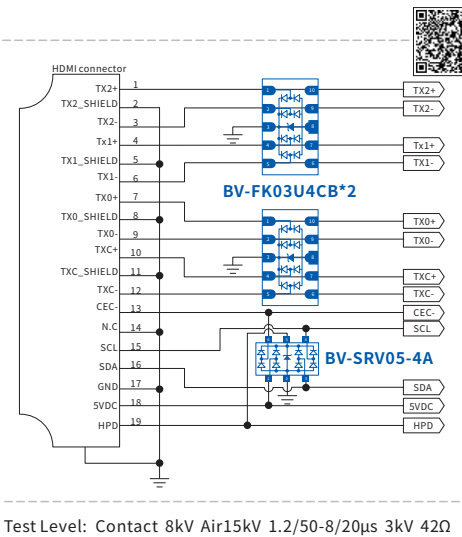 HDMI connector
TX2+ 1
TX2_SHIELD 2
TX2- 3
Tx1+ 4
TX1_SHIELD 5
TX1- 6
TX0+ 7
TX0_SHIELD 8
TX0- 9
TXC+ 10
TXC_SHIELD 11
TXC- 12
CEC- 13
N.C 14
SCL 15
SDA 16
GND 17
5VDC 18
HPD 19
BV-FK03U4CB*2
BV-SRV05-4A
TX2+
TX2-
Tx1+
TX1-
TX0+
TX0-
TXC+
TXC-
CEC-
SCL
SDA
5VDC
HPD
Test Level: Contact 8kV Air15kV 1.2/50-8/20μs 3kV 42Ω